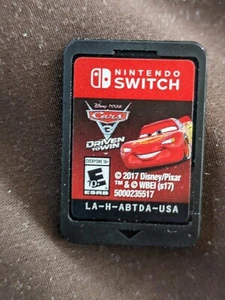 NINTENDO
SWITCH
Disney·PIXAR
Cars
3
DRIVEN
TO WIN
EVERYONE 10+
E
10+
ESRB
© 2017 Disney/Pixar
™ & © WBEI (s17)
5000235517
LA-H-ABTDA-USA